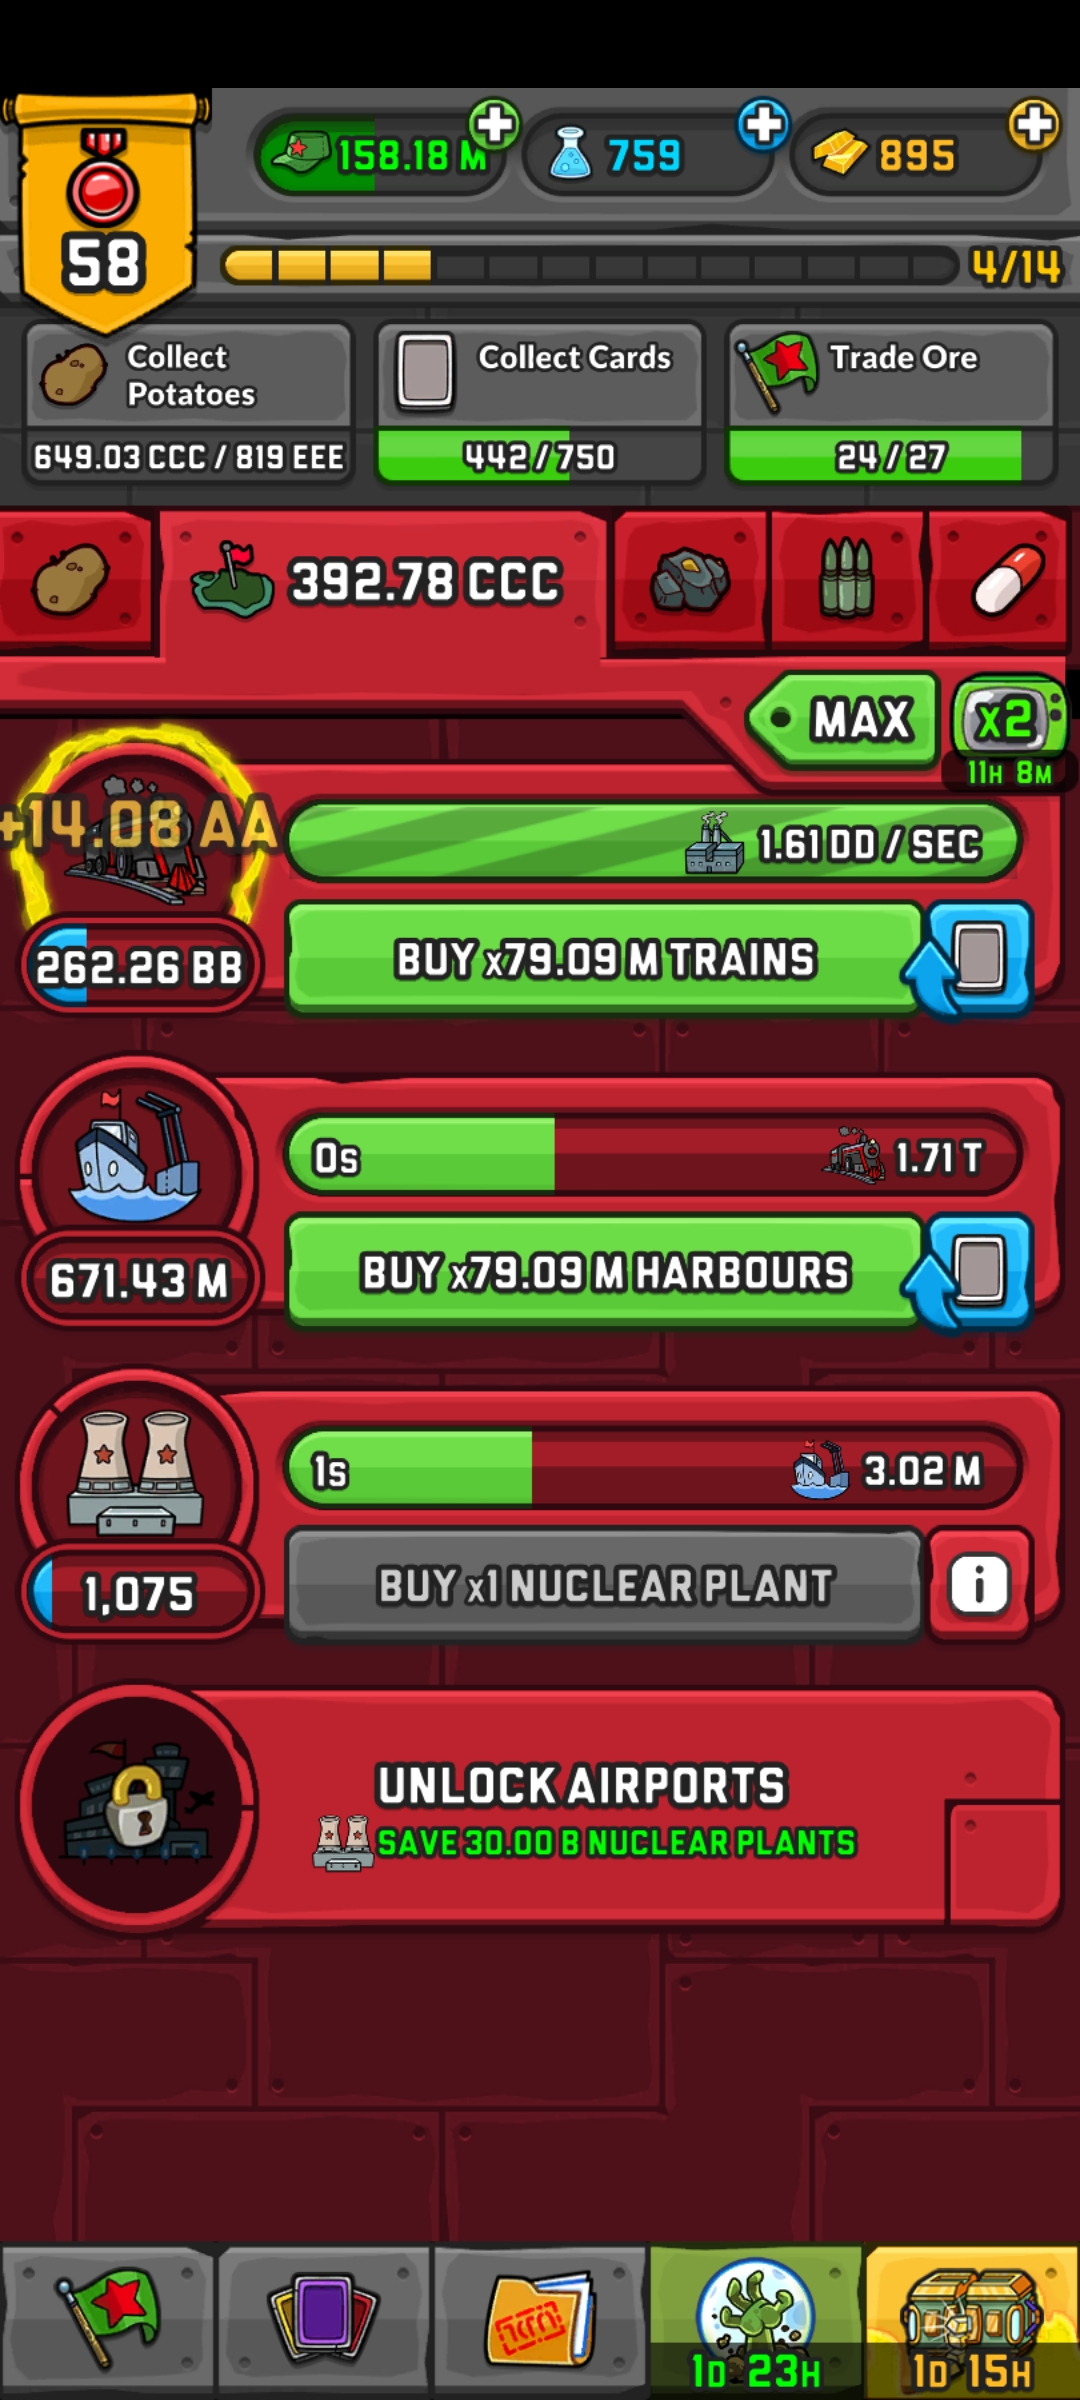 158.18 M
759
895
58
4/14
Collect
Potatoes
649.03 CCC / 819 EEE
Collect Cards
442/750
Trade Ore
24/27
392.78 CCC
MAX
x2
11H 8M
+14.08 AA
1.61 DD / SEC
262.26 BB
BUY x79.09 M TRAINS
0s
1.71 T
671.43 M
BUY x79.09 M HARBOURS
1s
3.02 M
1,075
BUY x1 NUCLEAR PLANT
i
UNLOCK AIRPORTS
SAVE 30.00 B NUCLEAR PLANTS
1D 23H
1D 15H